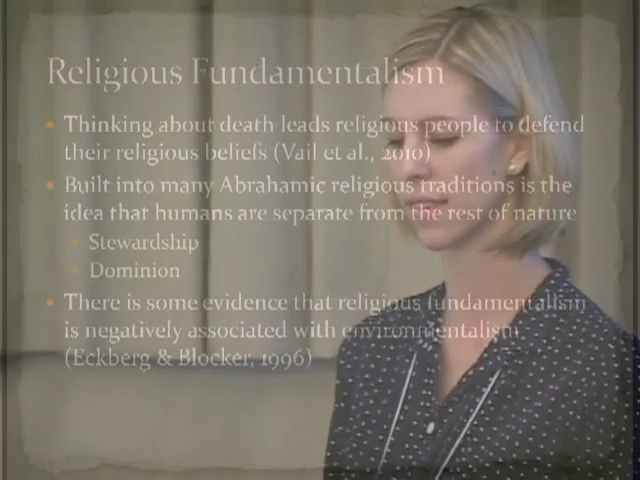 Religious Fundamentalism
Thinking about death leads religious people to defend
their religious beliefs (Vail et al., 2010)
Built into many Abrahamic religious traditions is the
idea that humans are separate from the rest of nature
Stewardship
Dominion
There is some evidence that religious fundamentalism
is negatively associated with environmentalism
(Eckberg & Blocker, 1996)